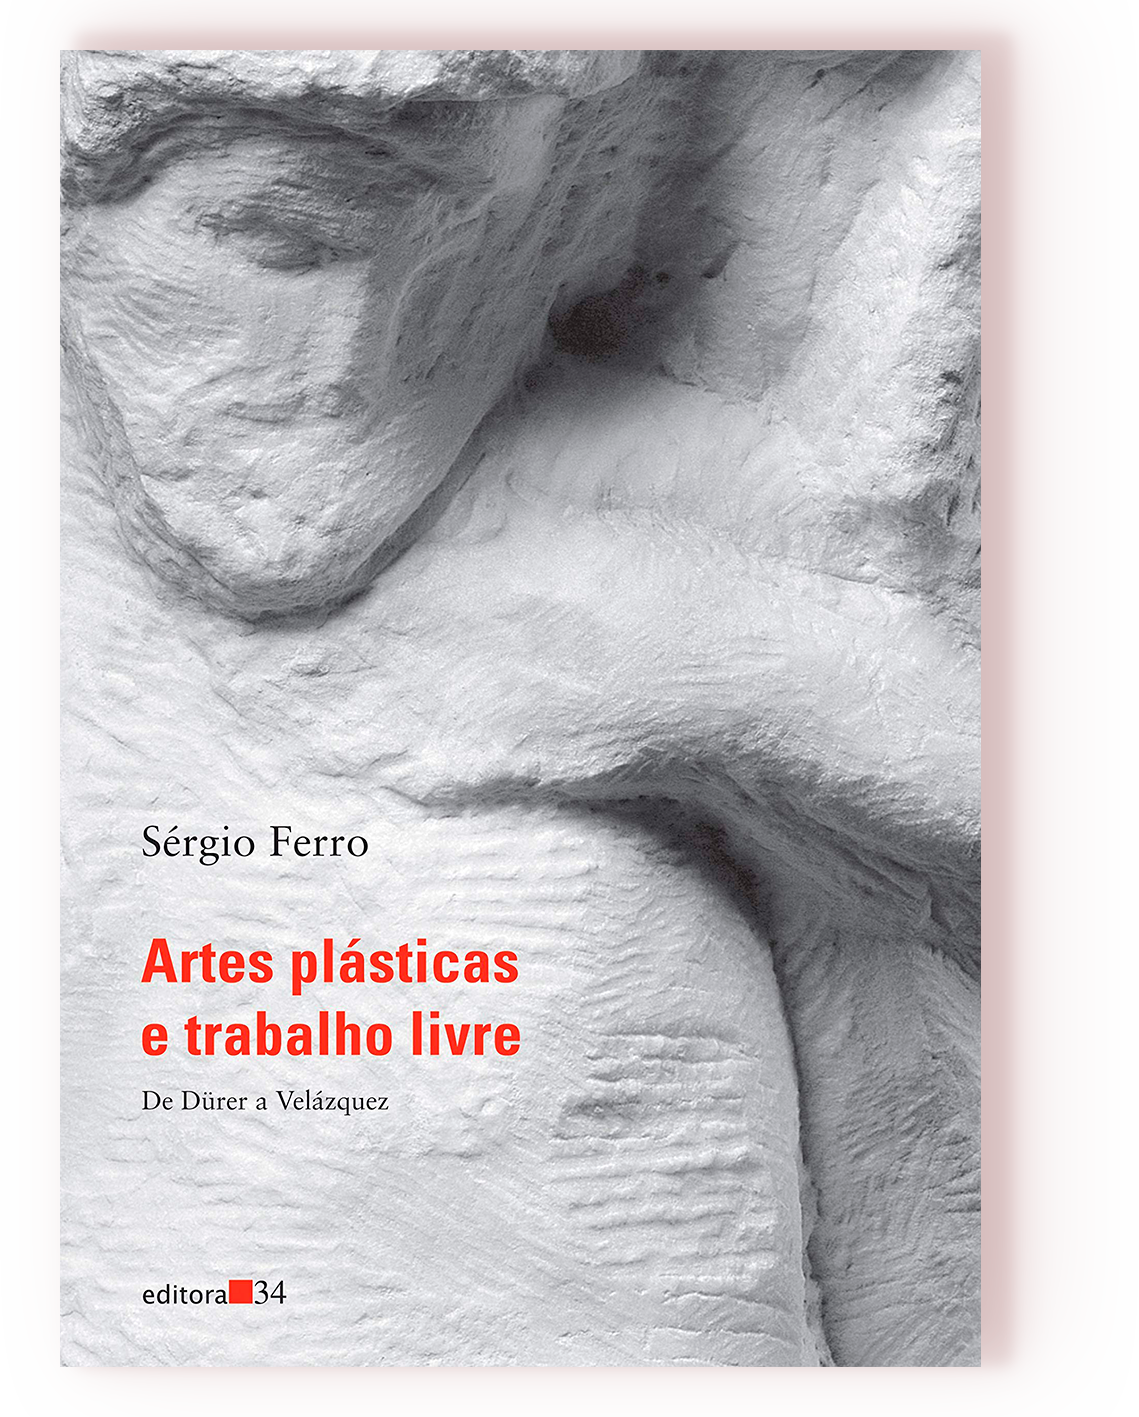 Sérgio Ferro
Artes plásticas
e trabalho livre
De Dürer a Velázquez
editora 34